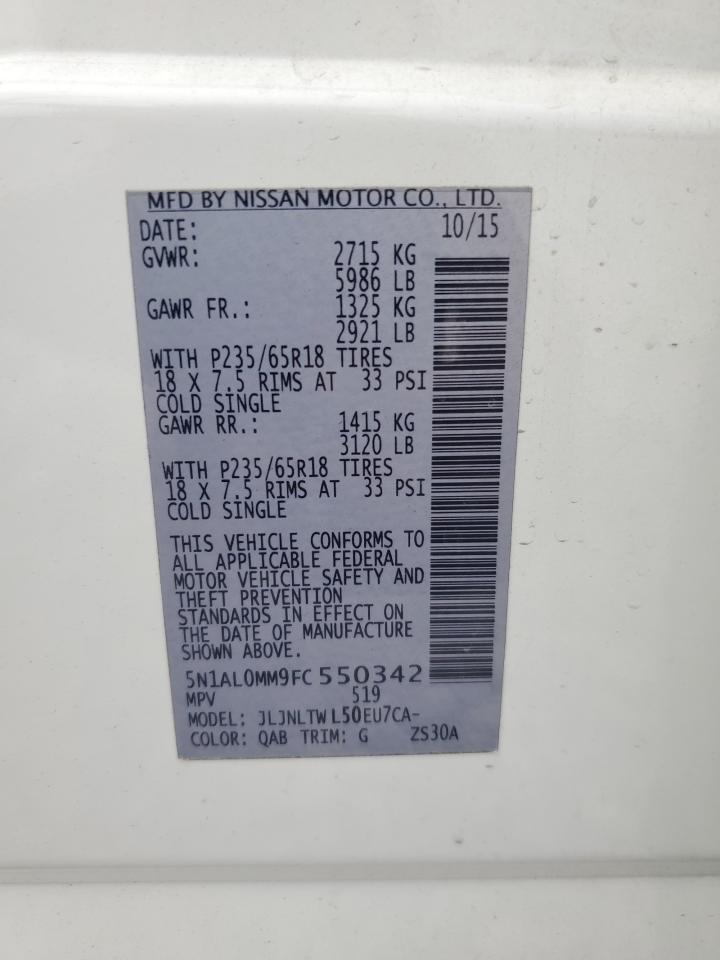 MFD BY NISSAN MOTOR CO., LTD.
DATE: 10/15
GVWR: 2715 KG
5986 LB
GAWR FR.: 1325 KG
2921 LB
WITH P235/65R18 TIRES
18 X 7.5 RIMS AT 33 PSI
COLD SINGLE
GAWR RR.: 1415 KG
3120 LB
WITH P235/65R18 TIRES
18 X 7.5 RIMS AT 33 PSI
COLD SINGLE
THIS VEHICLE CONFORMS TO
ALL APPLICABLE FEDERAL
MOTOR VEHICLE SAFETY AND
THEFT PREVENTION
STANDARDS IN EFFECT ON
THE DATE OF MANUFACTURE
SHOWN ABOVE.
5N1AL0MM9FC 550342
MPV 519
MODEL: JLJNLTW L50EU7CA-
COLOR: QAB TRIM: G ZS30A